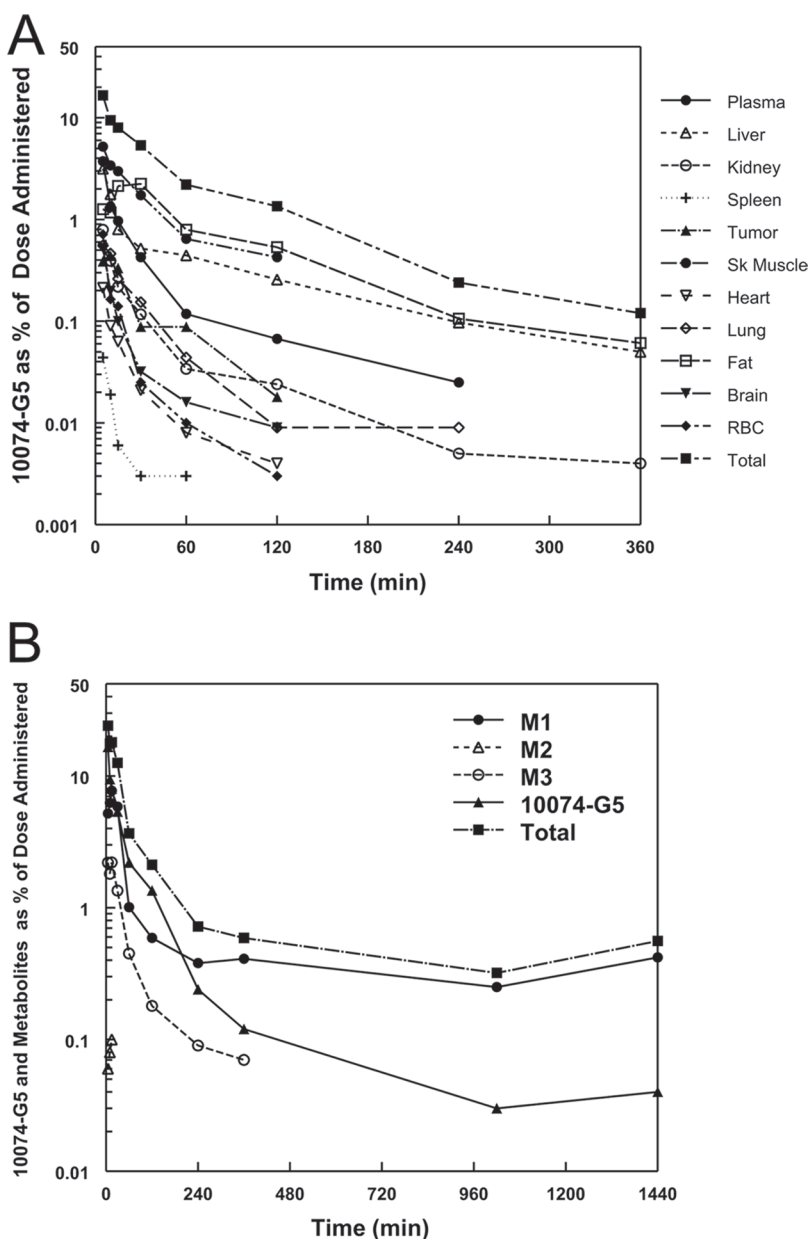 A
10074-G5 as % of Dose Administered
50
10
1
0.1
0.01
0.001
0 60 120 180 240 300 360
Time (min)
Plasma
Liver
Kidney
Spleen
Tumor
Sk Muscle
Heart
Lung
Fat
Brain
RBC
Total
B
10074-G5 and Metabolites as % of Dose Administered
50
10
1
0.1
0.01
0 240 480 720 960 1200 1440
Time (min)
M1
M2
M3
10074-G5
Total